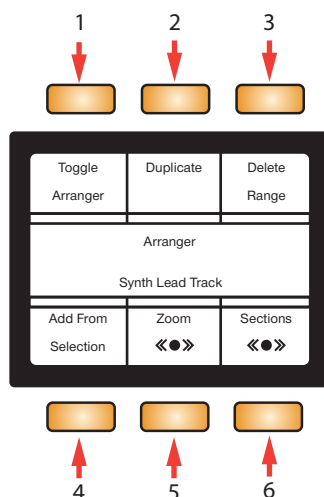 1 2 3
Toggle Duplicate Delete
Arranger Range
Arranger
Synth Lead Track
Add From Zoom Sections
Selection «●» «●»
4 5 6